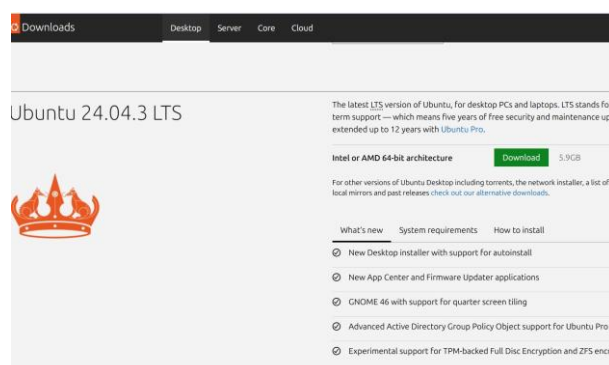 Downloads
Desktop Server Core Cloud
Ubuntu 24.04.3 LTS
The latest LTS version of Ubuntu, for desktop PCs and laptops. LTS stands fo
term support — which means five years of free security and maintenance up
extended up to 12 years with Ubuntu Pro.
Intel or AMD 64-bit architecture Download 5.9GB
For other versions of Ubuntu Desktop including torrents, the network installer, a list of
local mirrors and past releases check out our alternative downloads.
What's new System requirements How to install
New Desktop installer with support for autoinstall
New App Center and Firmware Updater applications
GNOME 46 with support for quarter screen tiling
Advanced Active Directory Group Policy Object support for Ubuntu Pro
Experimental support for TPM-backed Full Disc Encryption and ZFS encr